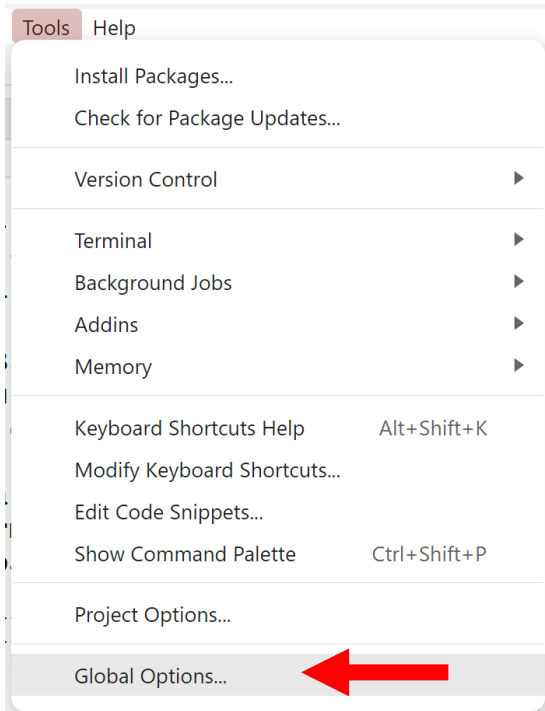 Tools Help
Install Packages...
Check for Package Updates...
Version Control
Terminal
Background Jobs
Addins
Memory
Keyboard Shortcuts Help Alt+Shift+K
Modify Keyboard Shortcuts...
Edit Code Snippets...
Show Command Palette Ctrl+Shift+P
Project Options...
Global Options...